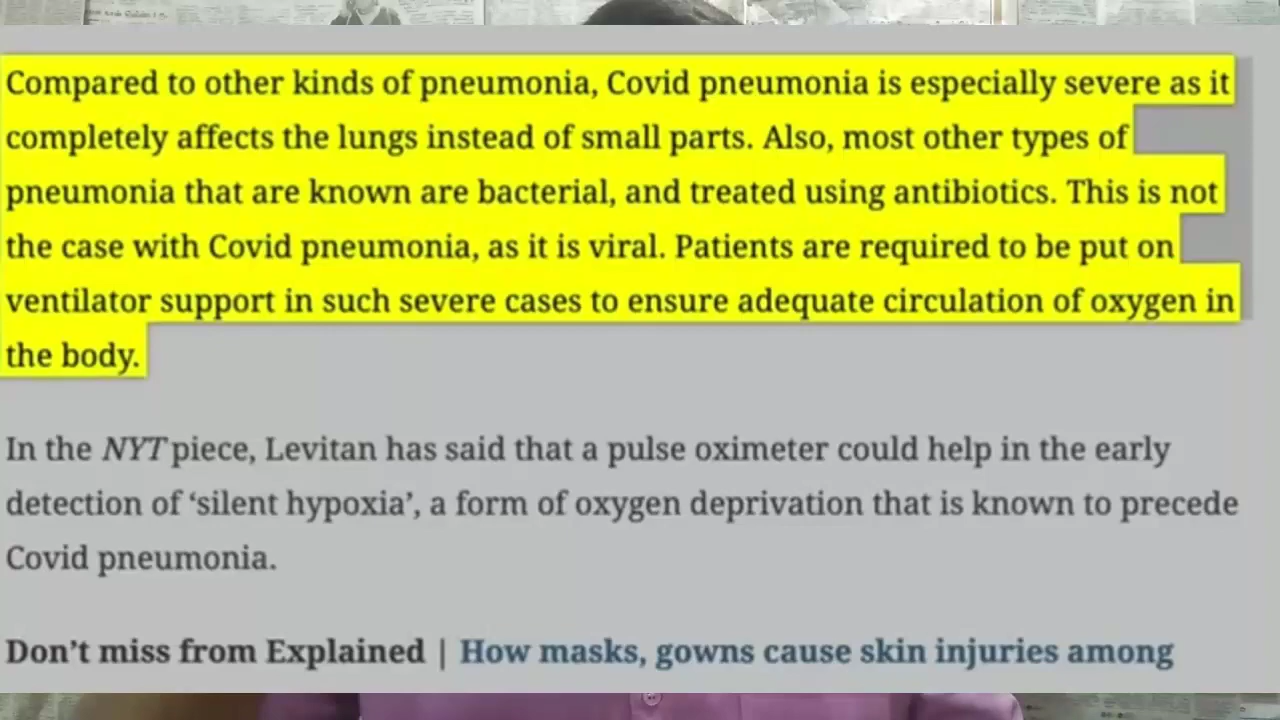 Compared to other kinds of pneumonia, Covid pneumonia is especially severe as it
completely affects the lungs instead of small parts. Also, most other types of
pneumonia that are known are bacterial, and treated using antibiotics. This is not
the case with Covid pneumonia, as it is viral. Patients are required to be put on
ventilator support in such severe cases to ensure adequate circulation of oxygen in
the body.
In the NYT piece, Levitan has said that a pulse oximeter could help in the early
detection of ‘silent hypoxia’, a form of oxygen deprivation that is known to precede
Covid pneumonia.
Don’t miss from Explained | How masks, gowns cause skin injuries among